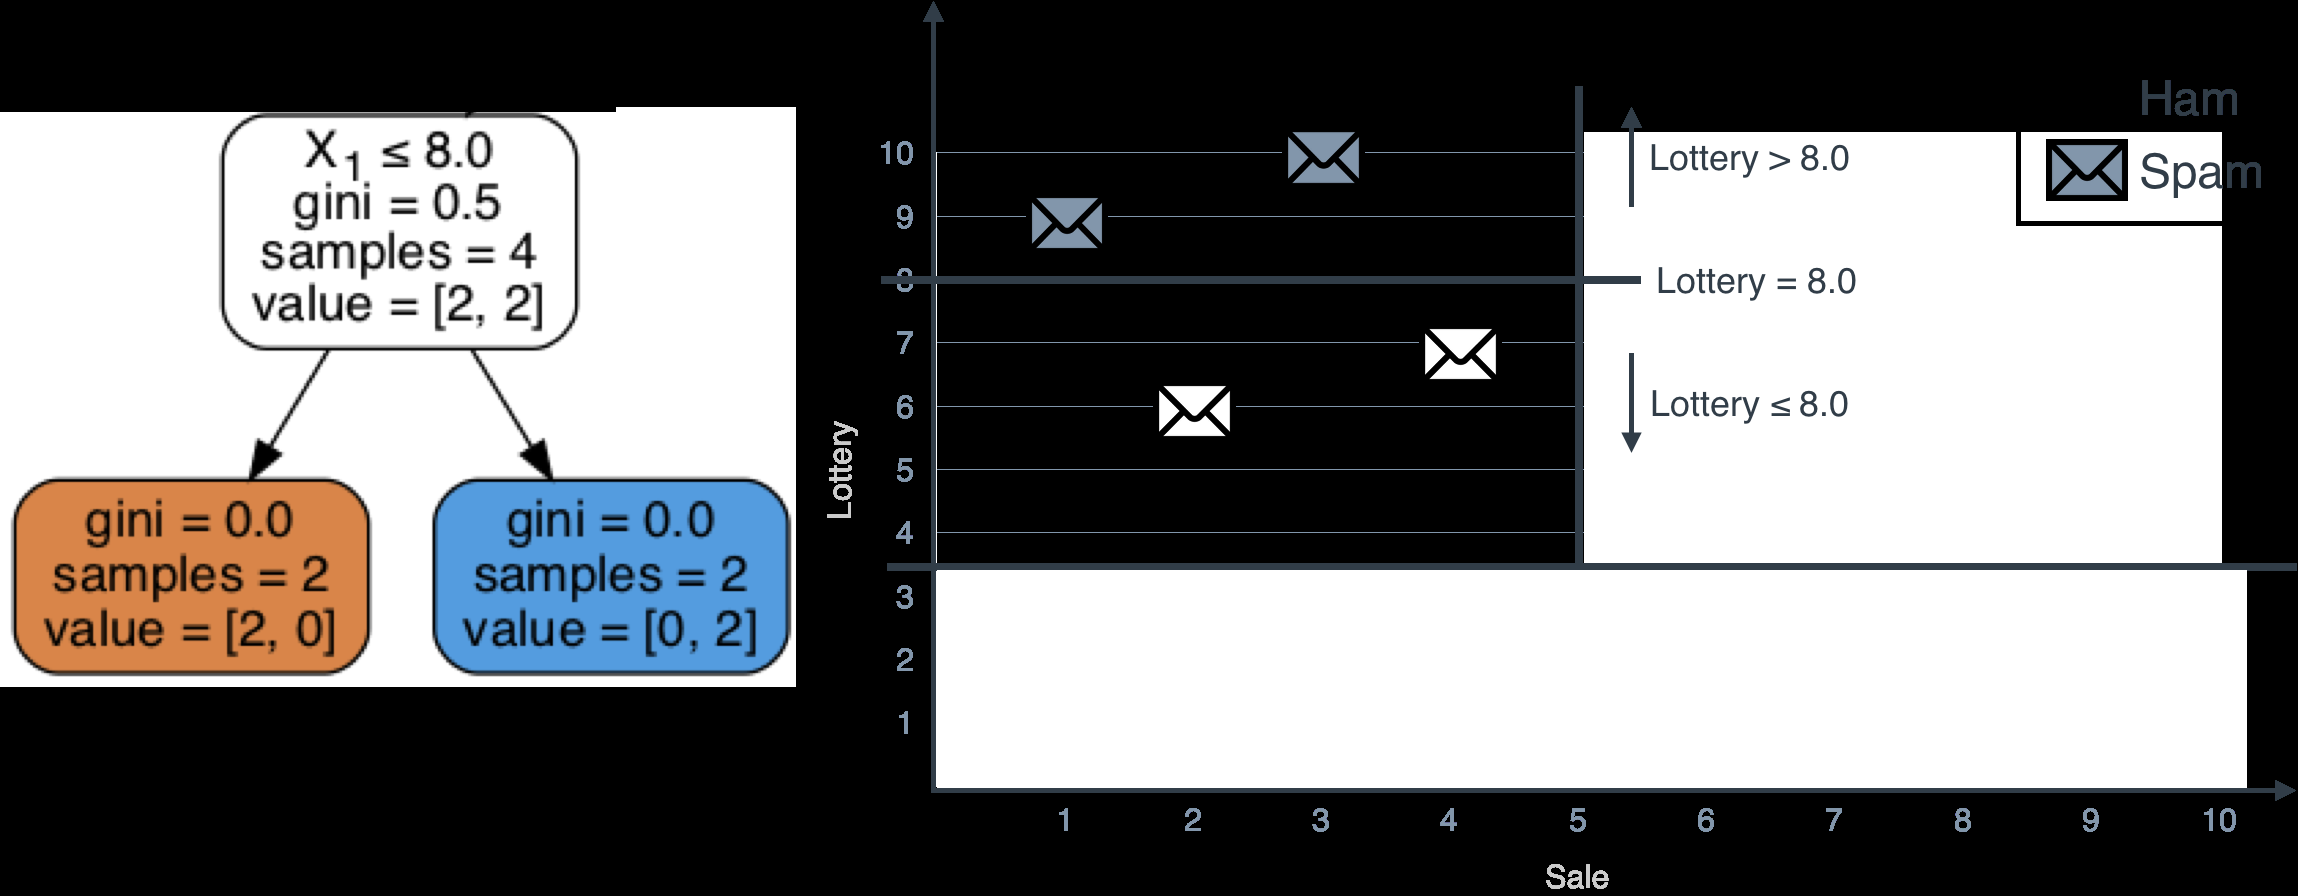 X1 ≤ 8.0
gini = 0.5
samples = 4
value = [2, 2]
gini = 0.0
samples = 2
value = [2, 0]
gini = 0.0
samples = 2
value = [0, 2]
Lottery
10
9
8
7
6
5
4
3
2
1
Lottery > 8.0
Lottery = 8.0
Lottery ≤ 8.0
Ham
Spam
1 2 3 4 5 6 7 8 9 10
Sale